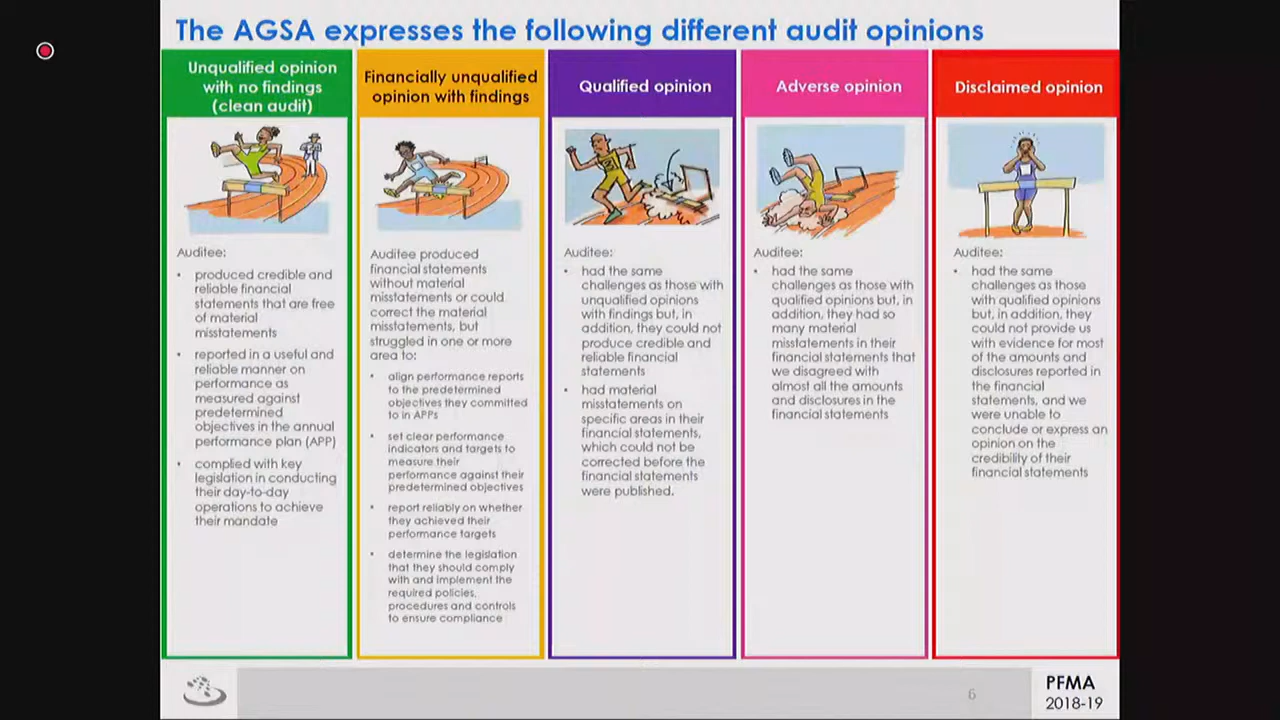 The AGSA expresses the following different audit opinions
Unqualified opinion
with no findings
(clean audit)
Auditee:
• produced credible and
reliable financial
statements that are free
of material
misstatements
• reported in a useful and
reliable manner on
performance as
measured against
predetermined
objectives in the annual
performance plan (APP)
• complied with key
legislation in conducting
their day-to-day
operations to achieve
their mandate
Financially unqualified
opinion with findings
Auditee produced
financial statements
without material
misstatements or could
correct the material
misstatements, but
struggled in one or more
area to:
• align performance reports
to the predetermined
objectives they committed
to in APPs
• set clear performance
indicators and targets to
measure their
performance against their
predetermined objectives
• report reliably on whether
they achieved their
performance targets
• determine the legislation
that they should comply
with and implement the
required policies,
procedures and controls
to ensure compliance
Qualified opinion
Auditee:
• had the same
challenges as those with
unqualified opinions
with findings but, in
addition, they could not
produce credible and
reliable financial
statements
• had material
misstatements on
specific areas in their
financial statements,
which could not be
corrected before the
financial statements
were published.
Adverse opinion
Auditee:
• had the same
challenges as those with
qualified opinions but, in
addition, they had so
many material
misstatements in their
financial statements that
we disagreed with
almost all the amounts
and disclosures in the
financial statements
Disclaimed opinion
Auditee:
• had the same
challenges as those
with qualified opinions
but, in addition, they
could not provide us
with evidence for most
of the amounts and
disclosures reported in
the financial
statements, and we
were unable to
conclude or express an
opinion on the
credibility of their
financial statements
6
PFMA
2018-19